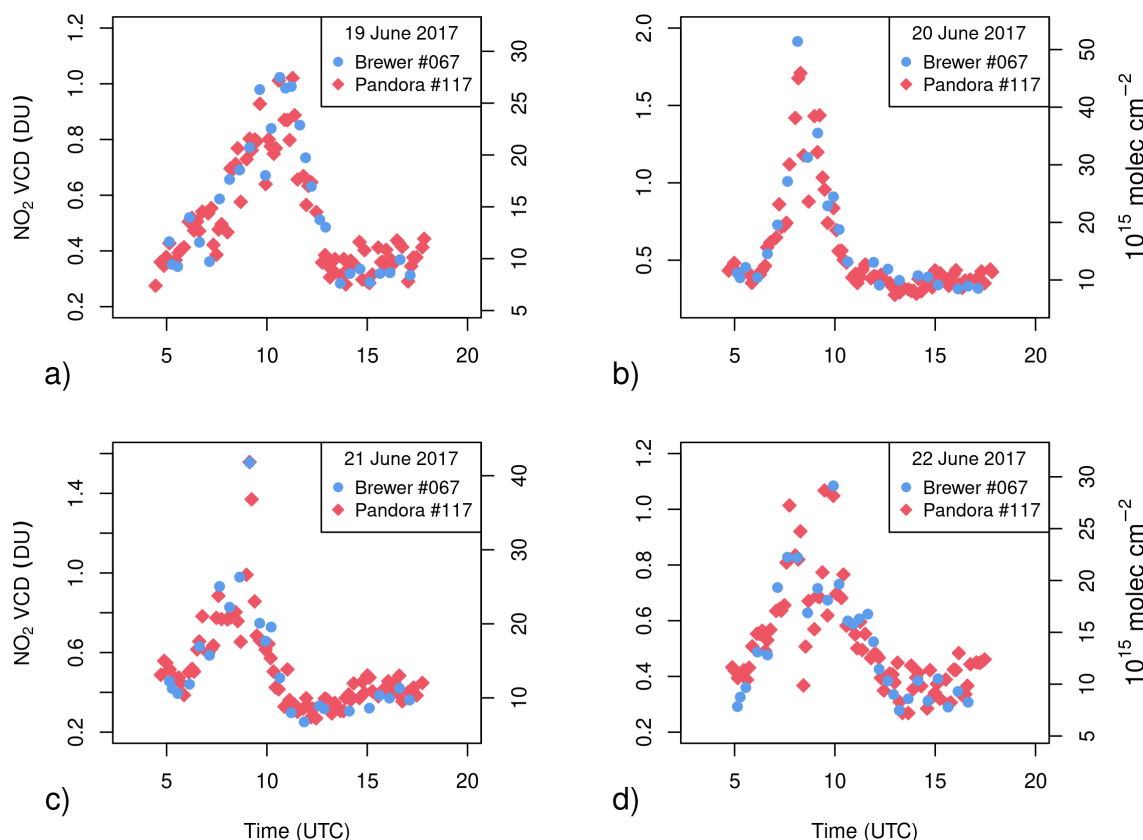 19 June 2017
Brewer #067
Pandora #117
NO2 VCD (DU)
1.2
1.0
0.8
0.6
0.4
0.2
30
25
20
15
10
5
5 10 15 20
a)
20 June 2017
Brewer #067
Pandora #117
2.0
1.5
1.0
0.5
50
40
30
20
10
10¹⁵ molec cm⁻²
5 10 15 20
b)
21 June 2017
Brewer #067
Pandora #117
NO2 VCD (DU)
1.4
1.0
0.6
0.2
40
30
20
10
5 10 15 20
c)
Time (UTC)
22 June 2017
Brewer #067
Pandora #117
1.2
1.0
0.8
0.6
0.4
0.2
30
25
20
15
10
5
10¹⁵ molec cm⁻²
5 10 15 20
d)
Time (UTC)